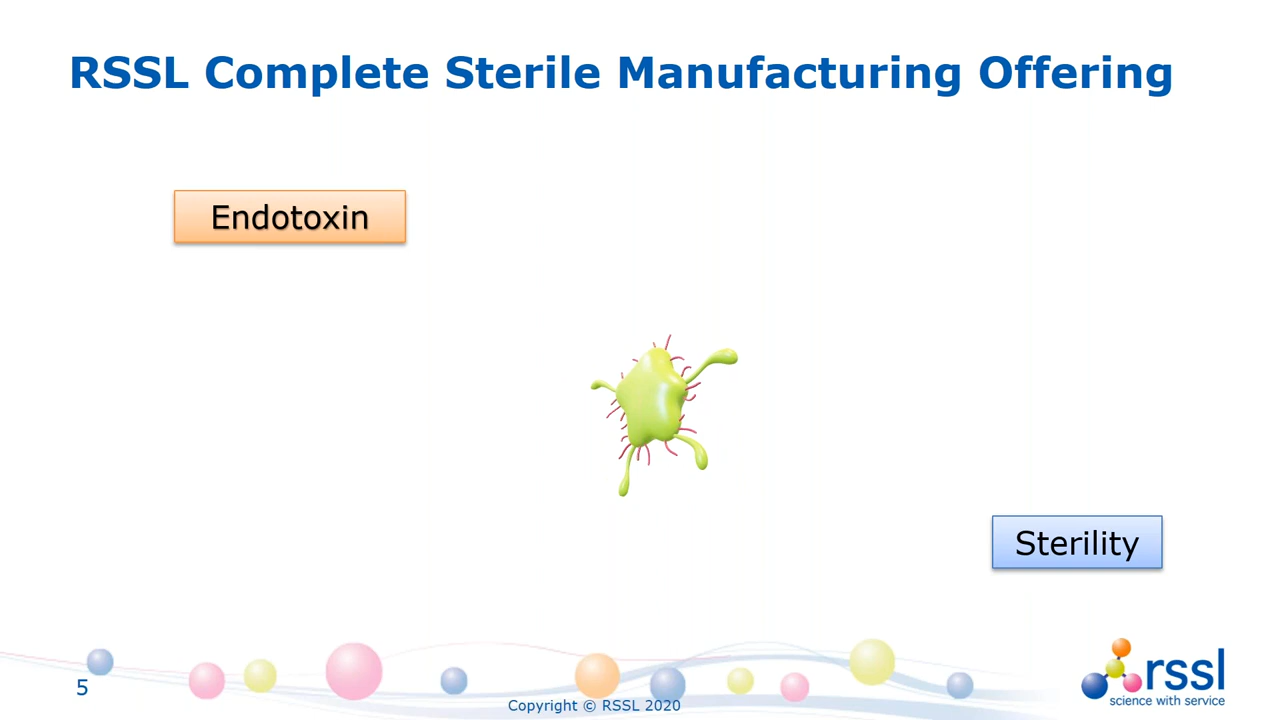 RSSL Complete Sterile Manufacturing Offering
Endotoxin
Sterility
5
Copyright © RSSL 2020
rssl
science with service